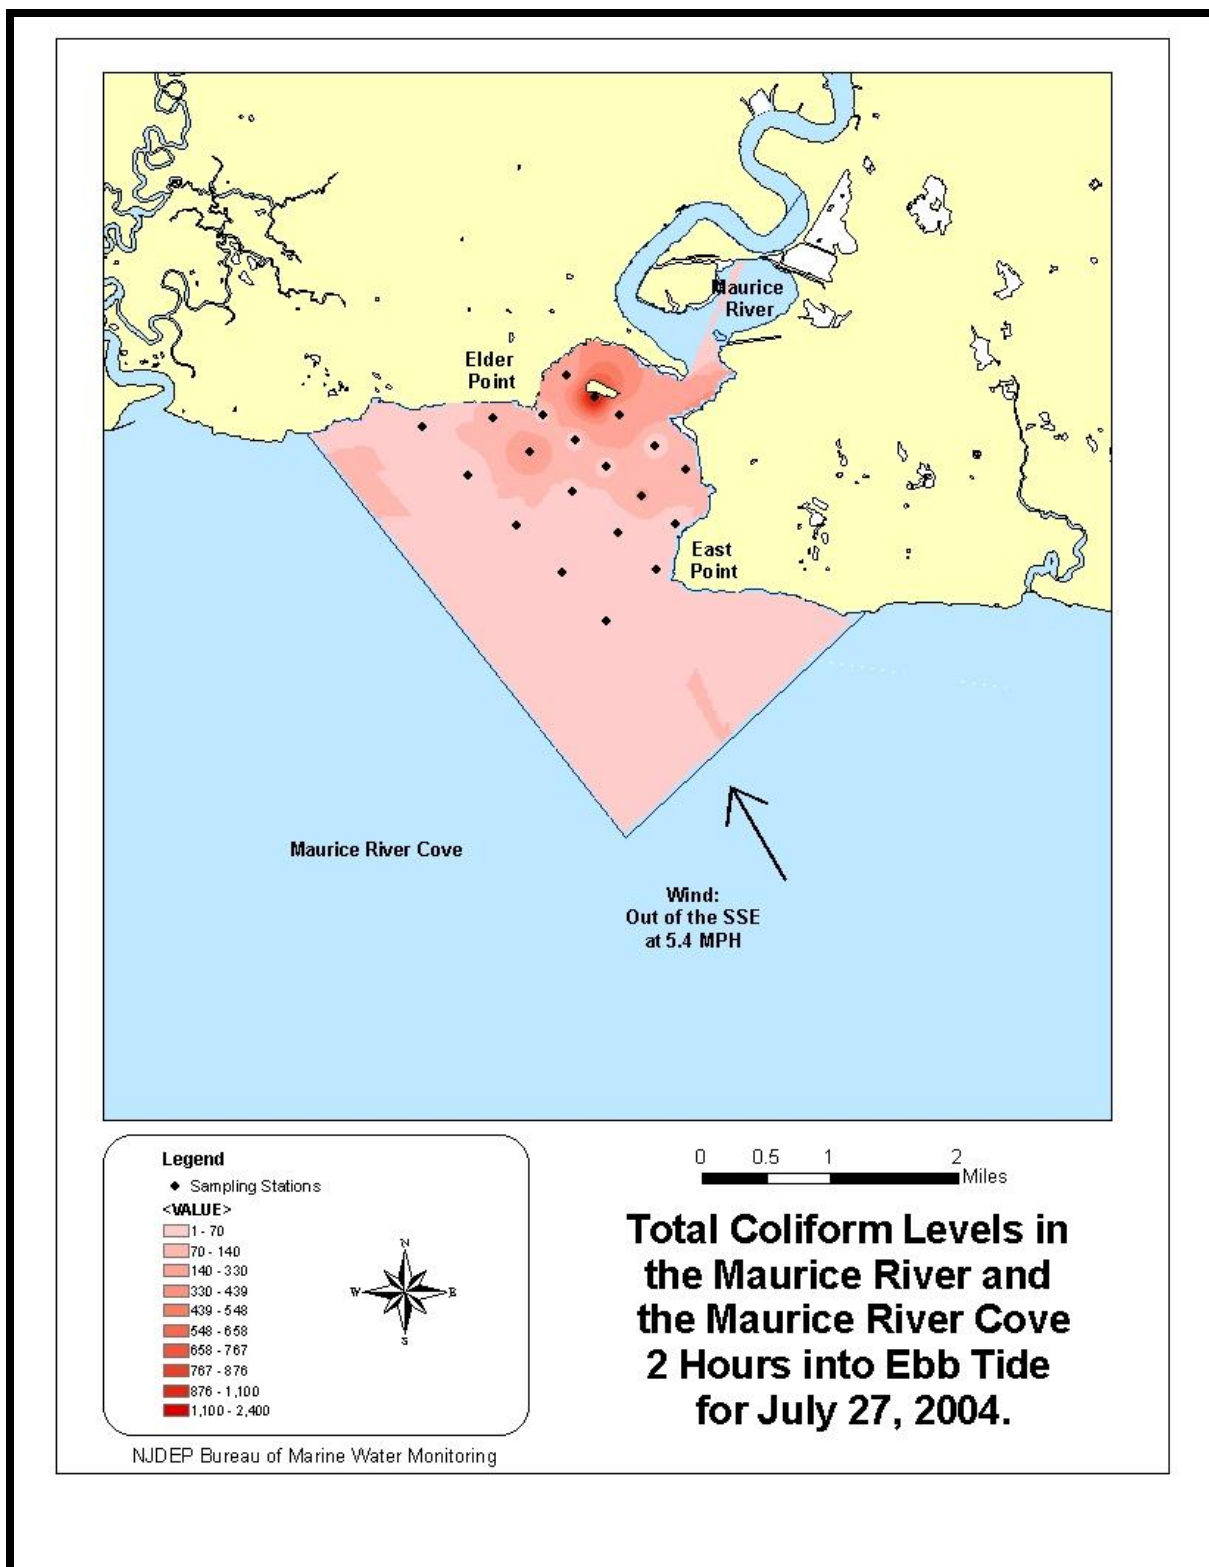 Maurice
River
Elder
Point
East
Point
Maurice River Cove
Wind:
Out of the SSE
at 5.4 MPH
Legend
Sampling Stations
<VALUE>
1 - 70
70 - 140
140 - 330
330 - 439
439 - 548
548 - 658
658 - 767
767 - 876
876 - 1,100
1,100 - 2,400
N
W E
S
0 0.5 1 2
Miles
Total Coliform Levels in
the Maurice River and
the Maurice River Cove
2 Hours into Ebb Tide
for July 27, 2004.
NJDEP Bureau of Marine Water Monitoring